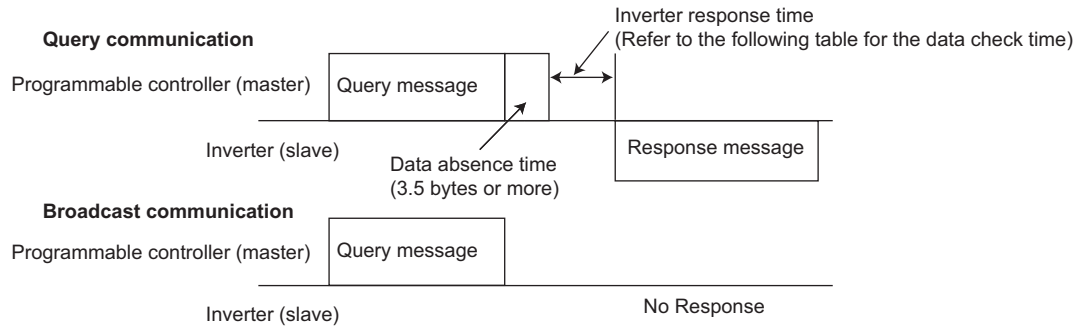 Inverter response time
(Refer to the following table for the data check time)
Query communication
Programmable controller (master)
Query message
Inverter (slave)
Data absence time
(3.5 bytes or more)
Response message
Broadcast communication
Programmable controller (master)
Query message
Inverter (slave)
No Response